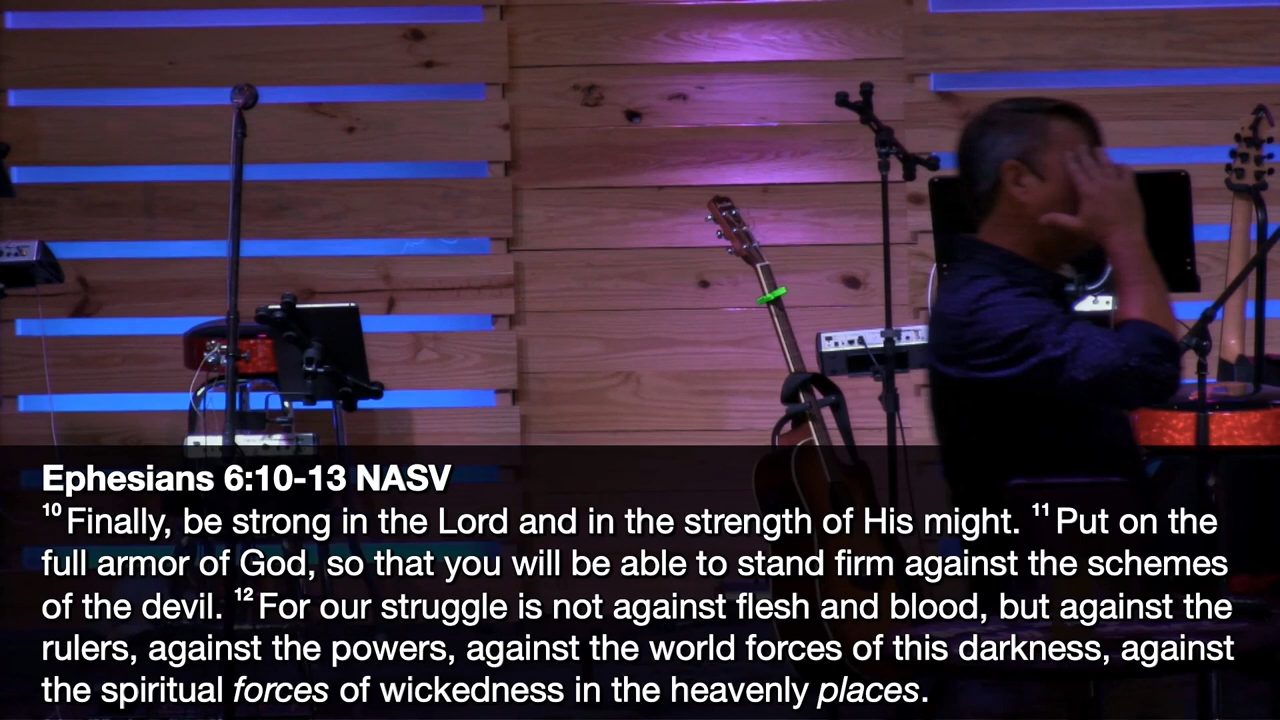 Ephesians 6:10-13 NASV
¹⁰ Finally, be strong in the Lord and in the strength of His might. ¹¹ Put on the
full armor of God, so that you will be able to stand firm against the schemes
of the devil. ¹² For our struggle is not against flesh and blood, but against the
rulers, against the powers, against the world forces of this darkness, against
the spiritual forces of wickedness in the heavenly places.